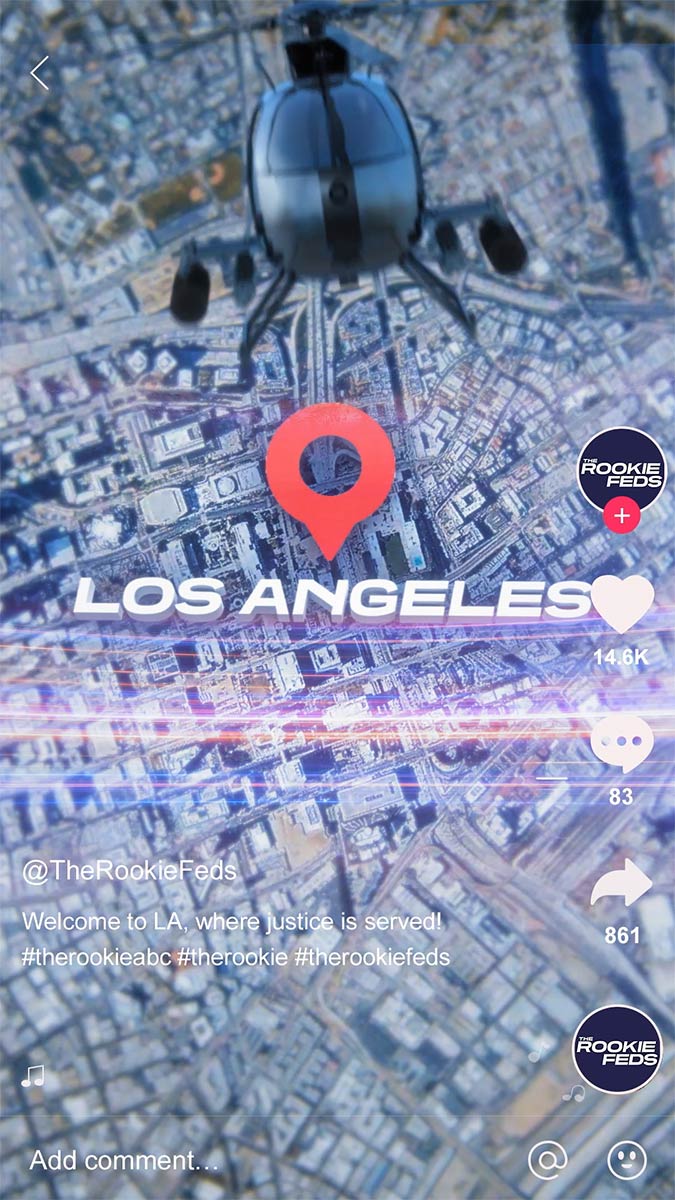 THE
ROOKIE
FEDS
LOS ANGELES
14.6K
83
@TheRookieFeds
Welcome to LA, where justice is served!
#therookieabc #therookie #therookiefeds
861
THE
ROOKIE
FEDS
Add comment...